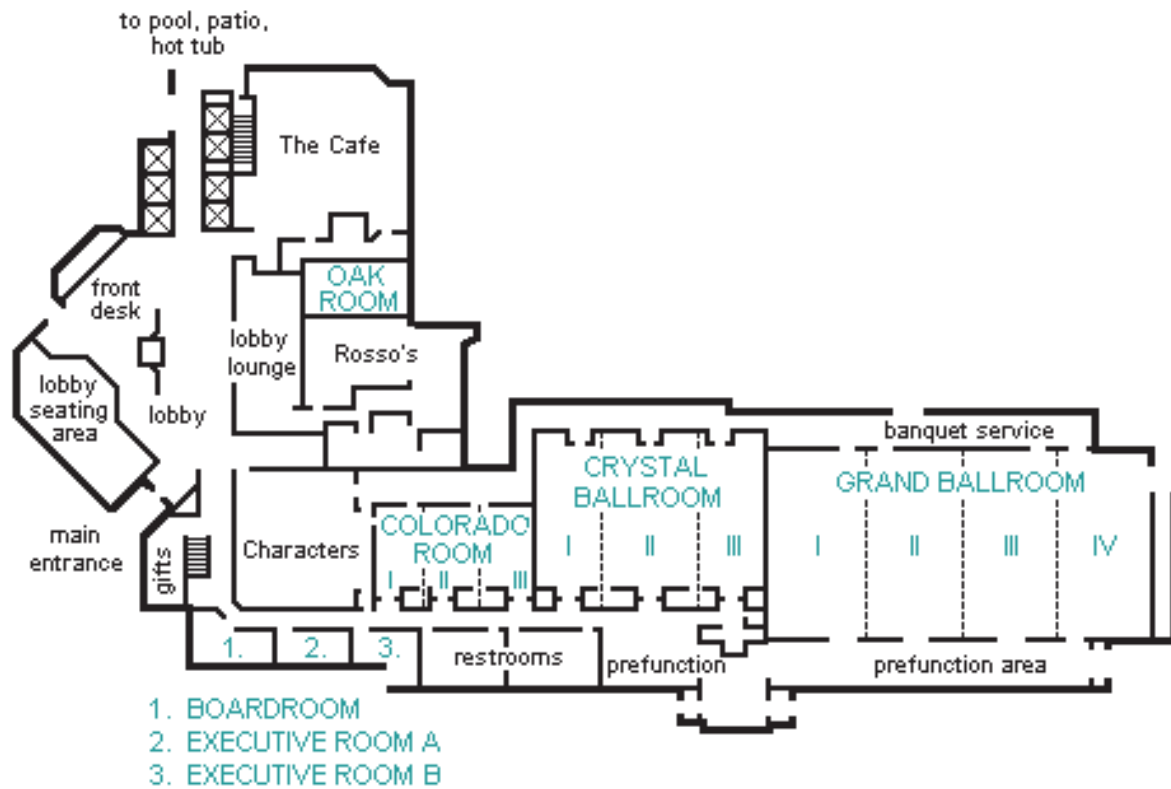 to pool, patio,
hot tub
The Cafe
OAK
ROOM
front
desk
lobby
lounge
Rosso's
lobby
seating
area
lobby
banquet service
CRYSTAL
BALLROOM
GRAND BALLROOM
COLORADO
ROOM
main
entrance
gifts
Characters
I
II
III
I
II
III
I
II
III
IV
1.
2.
3.
restrooms
prefunction
prefunction area
1. BOARDROOM
2. EXECUTIVE ROOM A
3. EXECUTIVE ROOM B